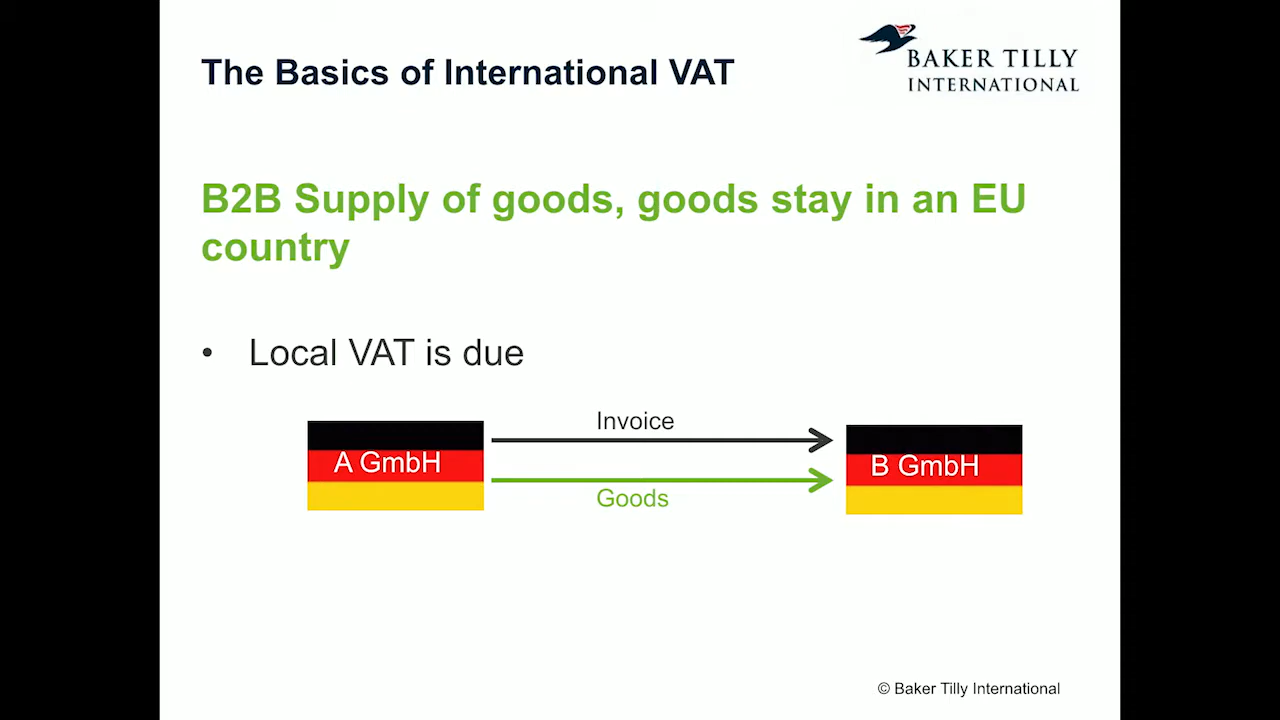 The Basics of International VAT
BAKER TILLY
INTERNATIONAL
B2B Supply of goods, goods stay in an EU
country
• Local VAT is due
Invoice
A GmbH
B GmbH
Goods
© Baker Tilly International